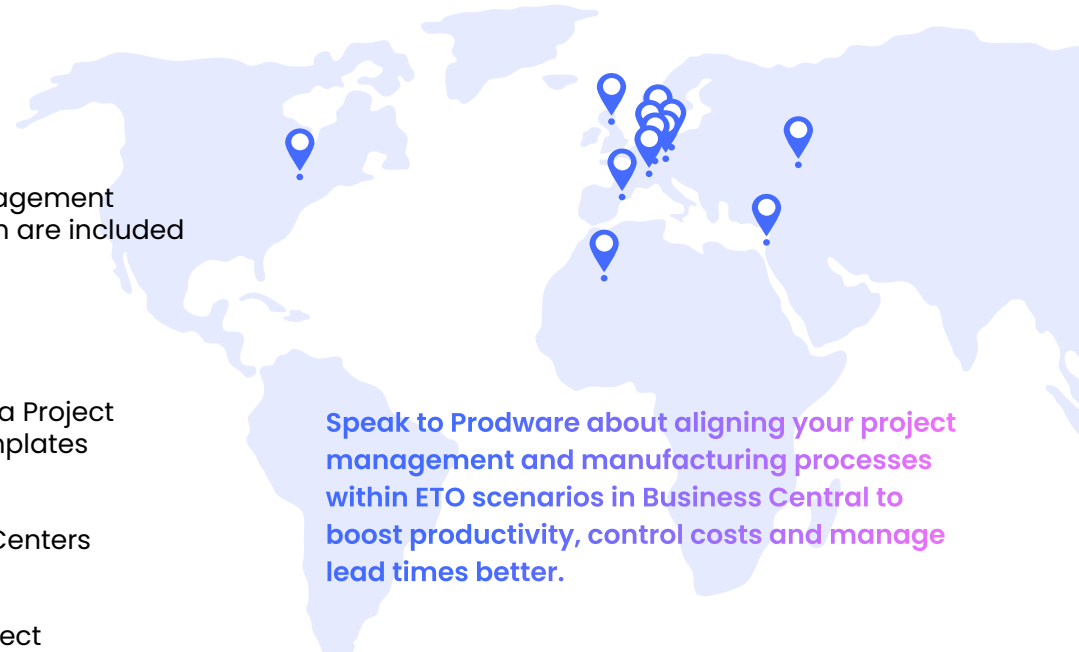 agement
are included
a Project
Speak to Prodware about aligning your project
management and manufacturing processes
within ETO scenarios in Business Central to
boost productivity, control costs and manage
lead times better.
mplates
Centers
ect